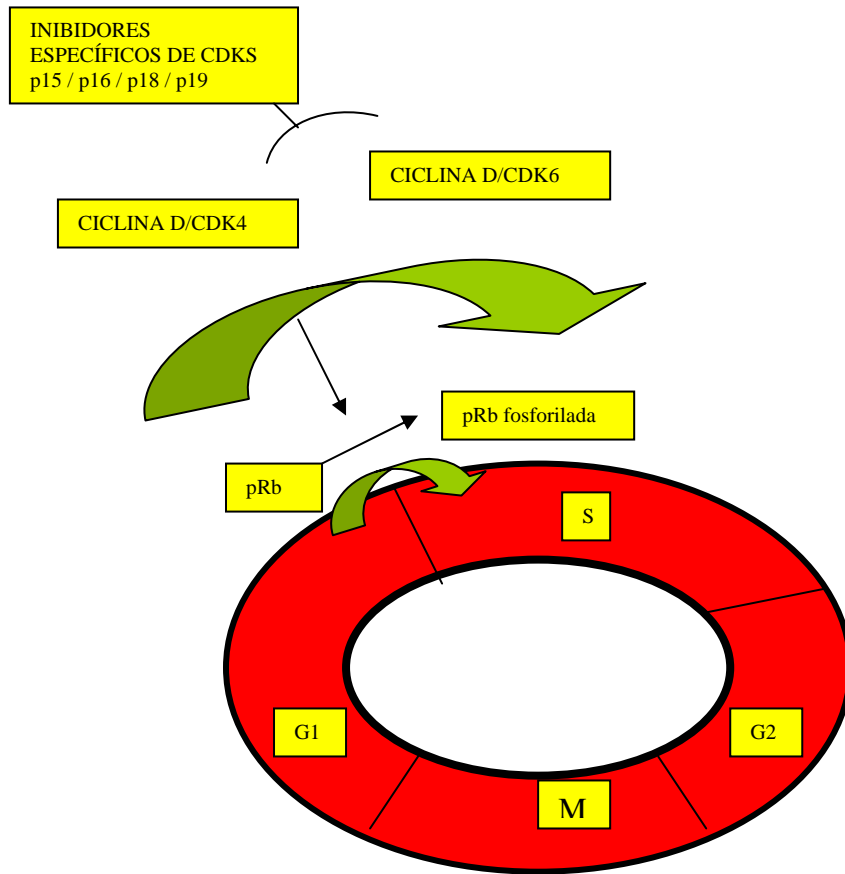 INIBIDORES
ESPECÍFICOS DE CDKS
p15 / p16 / p18 / p19
CICLINA D/CDK6
CICLINA D/CDK4
pRb fosforilada
pRb
S
G1
G2
M